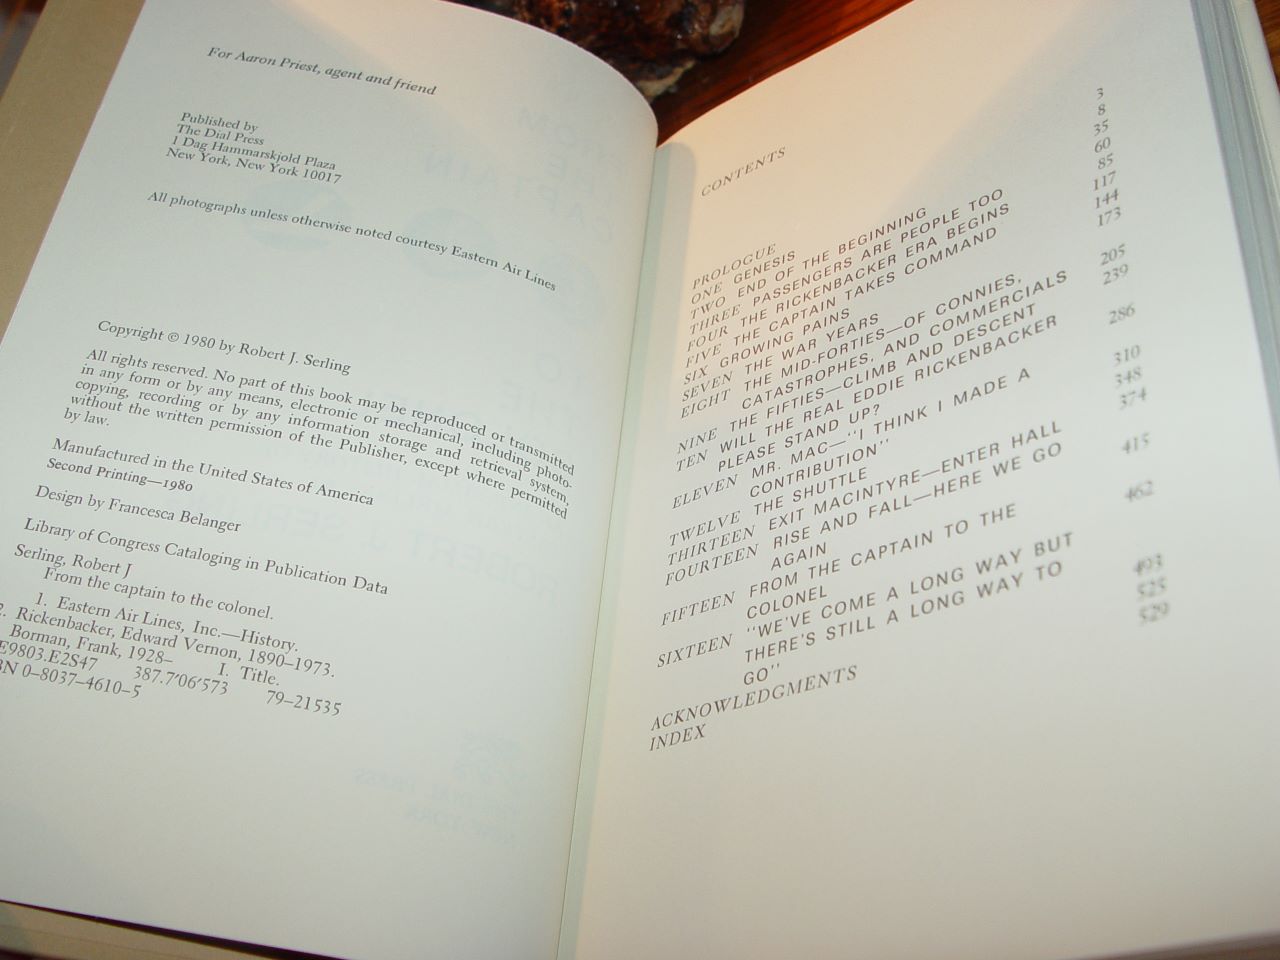 For Aaron Priest, agent and friend
Published by
The Dial Press
1 Dag Hammarskjold Plaza
New York, New York 10017
All photographs unless otherwise noted courtesy Eastern Air Lines
Copyright © 1980 by Robert J. Serling
All rights reserved. No part of this book may be reproduced or transmitted
in any form or by any means, electronic or mechanical, including photo-
copying, recording or by any information storage and retrieval system,
without the written permission of the Publisher, except where permitted
by law.
Manufactured in the United States of America
Second Printing—1980
Design by Francesca Belanger
Library of Congress Cataloging in Publication Data
Serling, Robert J
From the captain to the colonel.
1. Eastern Air Lines, Inc.—History.
2. Rickenbacker, Edward Vernon, 1890–1973.
Borman, Frank, 1928– I. Title.
E9803.E2S47 387.7′06′573 79–21535
BN 0–8037–4610–5
CONTENTS
PROLOGUE 3
ONE GENESIS 8
TWO END OF THE BEGINNING 35
THREE PASSENGERS ARE PEOPLE TOO 60
FOUR THE RICKENBACKER ERA BEGINS 85
FIVE THE CAPTAIN TAKES COMMAND 117
SIX GROWING PAINS 144
SEVEN THE WAR YEARS 173
EIGHT THE MID-FORTIES—OF CONNIES,
CATASTROPHES, AND COMMERCIALS 205
NINE THE FIFTIES—CLIMB AND DESCENT 239
TEN WILL THE REAL EDDIE RICKENBACKER
PLEASE STAND UP? 286
ELEVEN MR. MAC—"I THINK I MADE A
CONTRIBUTION" 310
TWELVE THE SHUTTLE 348
THIRTEEN EXIT MACINTYRE—ENTER HALL 374
FOURTEEN RISE AND FALL—HERE WE GO
AGAIN 415
FIFTEEN FROM THE CAPTAIN TO THE
COLONEL 462
SIXTEEN "WE'VE COME A LONG WAY BUT
THERE'S STILL A LONG WAY TO
GO" 493
ACKNOWLEDGMENTS 525
INDEX 529